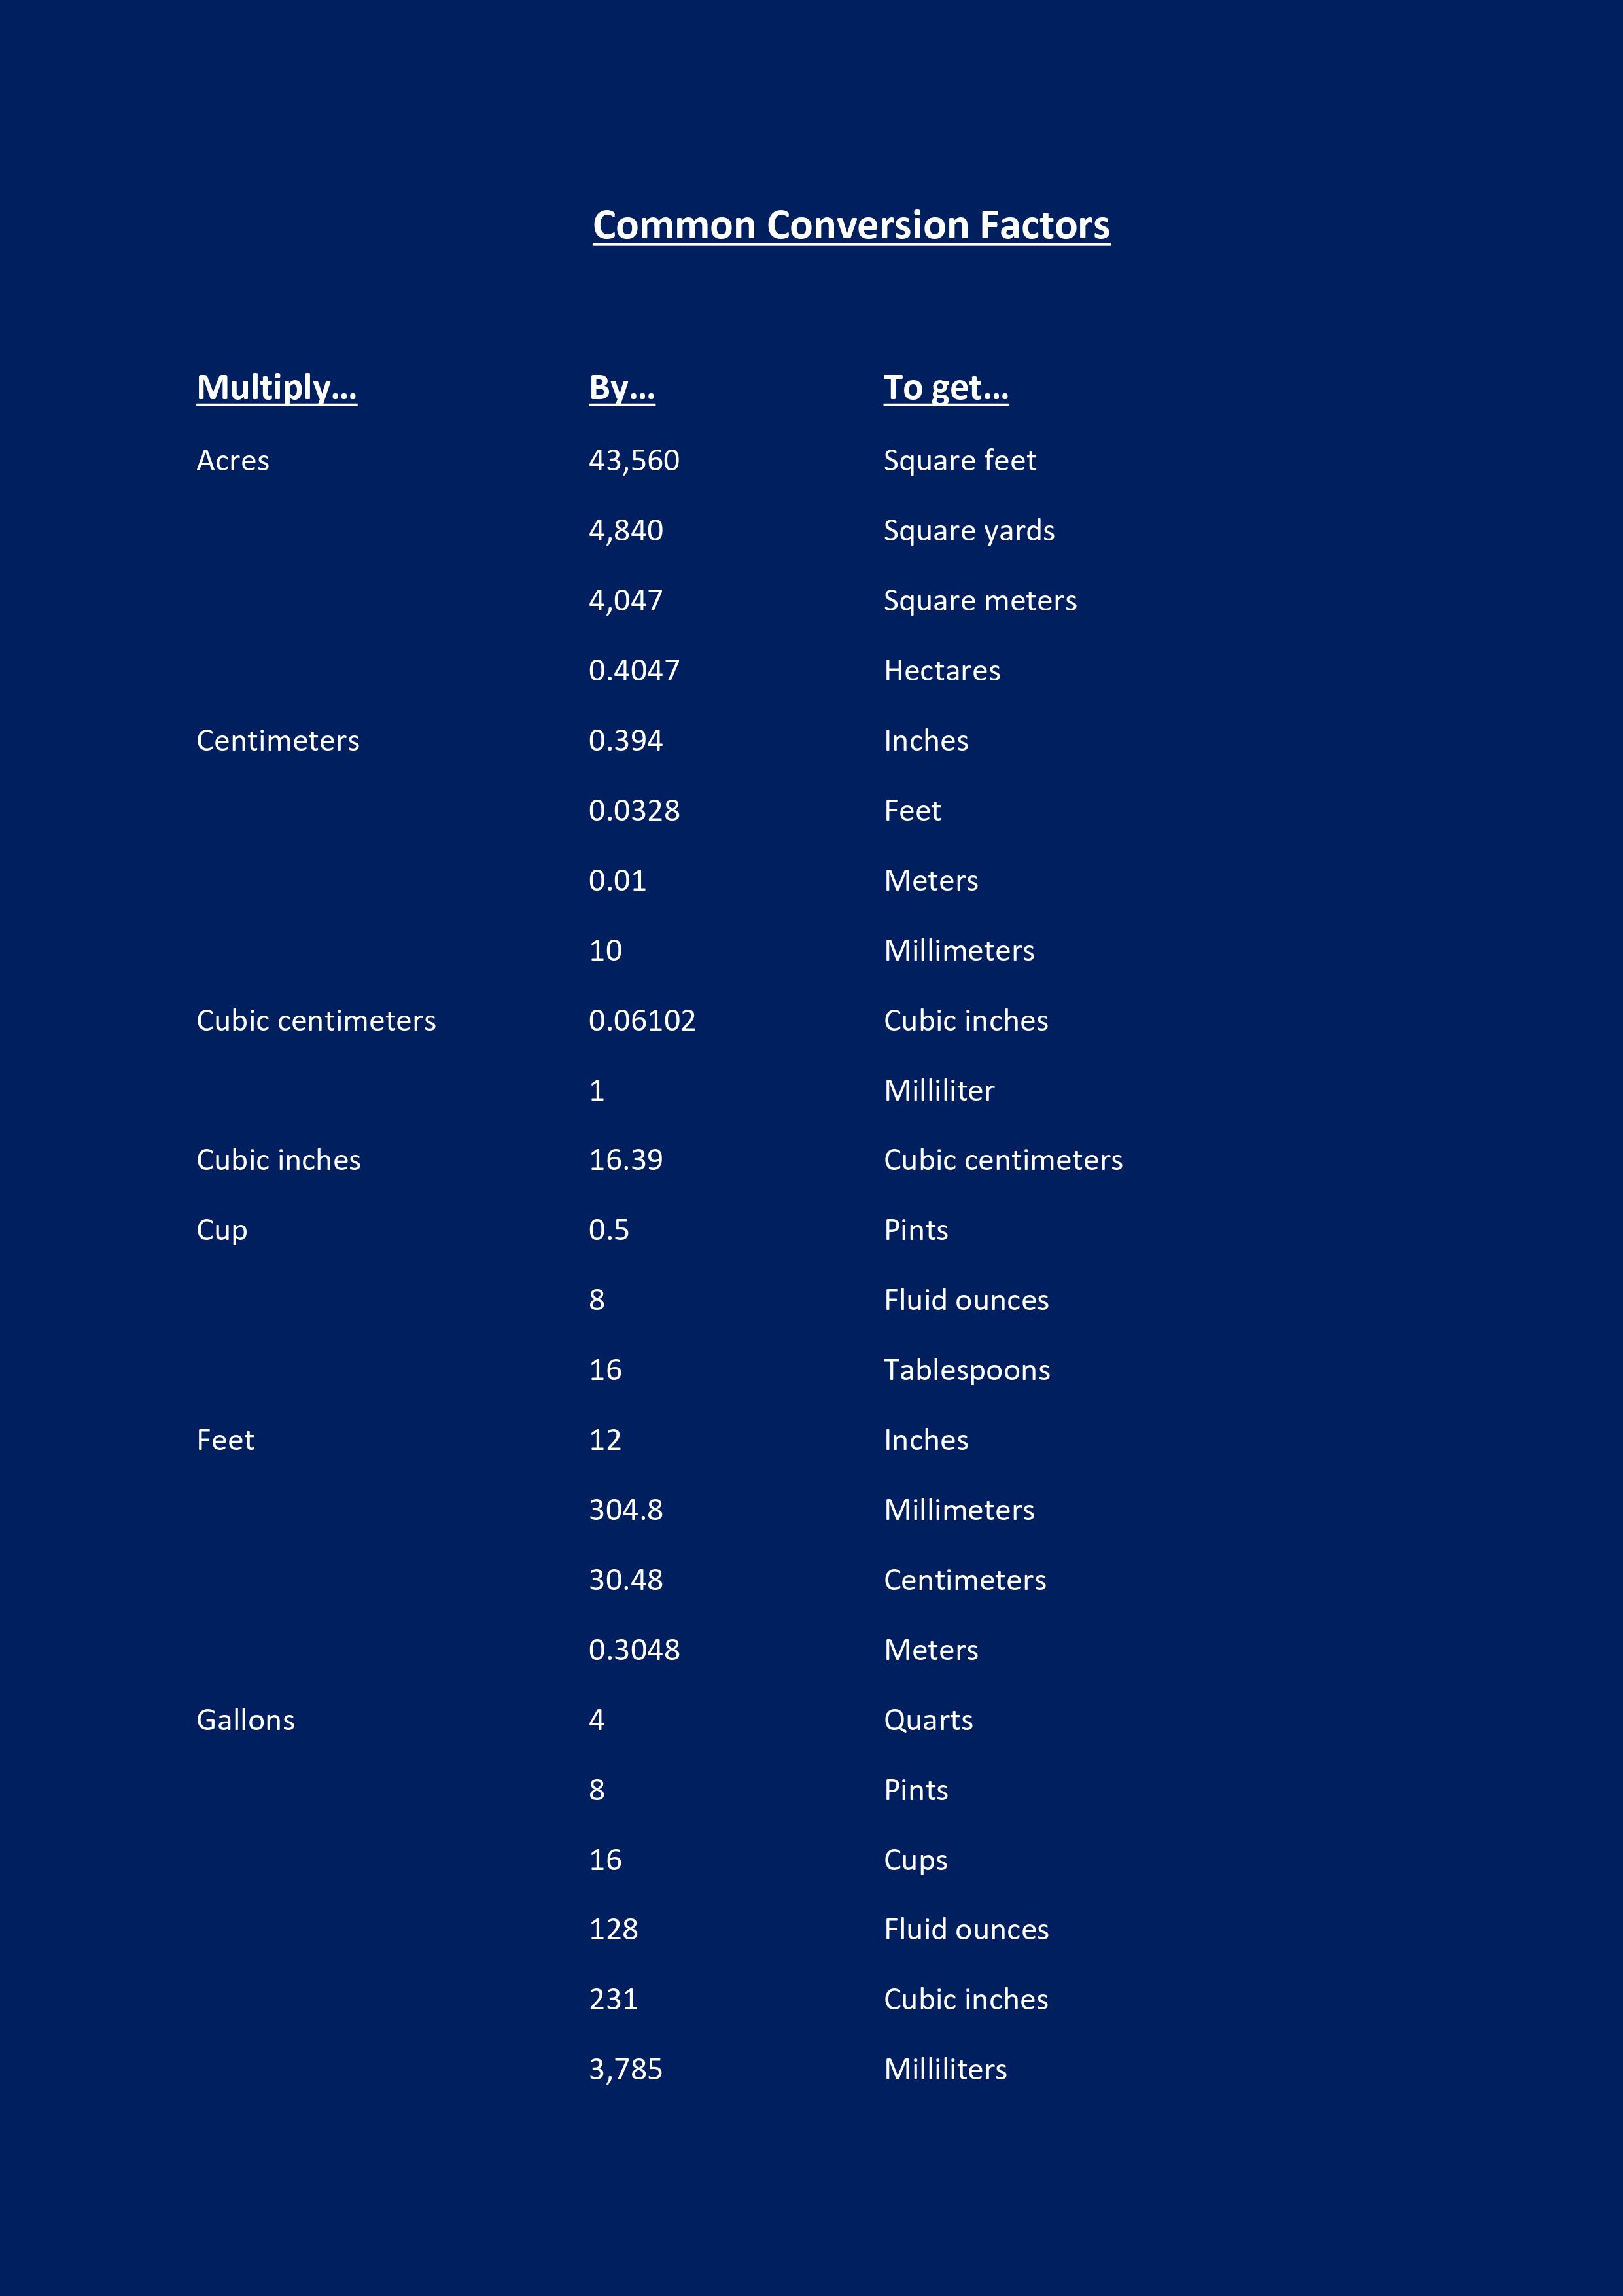 Common Conversion Factors
Multiply... By... To get...
Acres 43,560 Square feet
4,840 Square yards
4,047 Square meters
0.4047 Hectares
Centimeters 0.394 Inches
0.0328 Feet
0.01 Meters
10 Millimeters
Cubic centimeters 0.06102 Cubic inches
1 Milliliter
Cubic inches 16.39 Cubic centimeters
Cup 0.5 Pints
8 Fluid ounces
16 Tablespoons
Feet 12 Inches
304.8 Millimeters
30.48 Centimeters
0.3048 Meters
Gallons 4 Quarts
8 Pints
16 Cups
128 Fluid ounces
231 Cubic inches
3,785 Milliliters